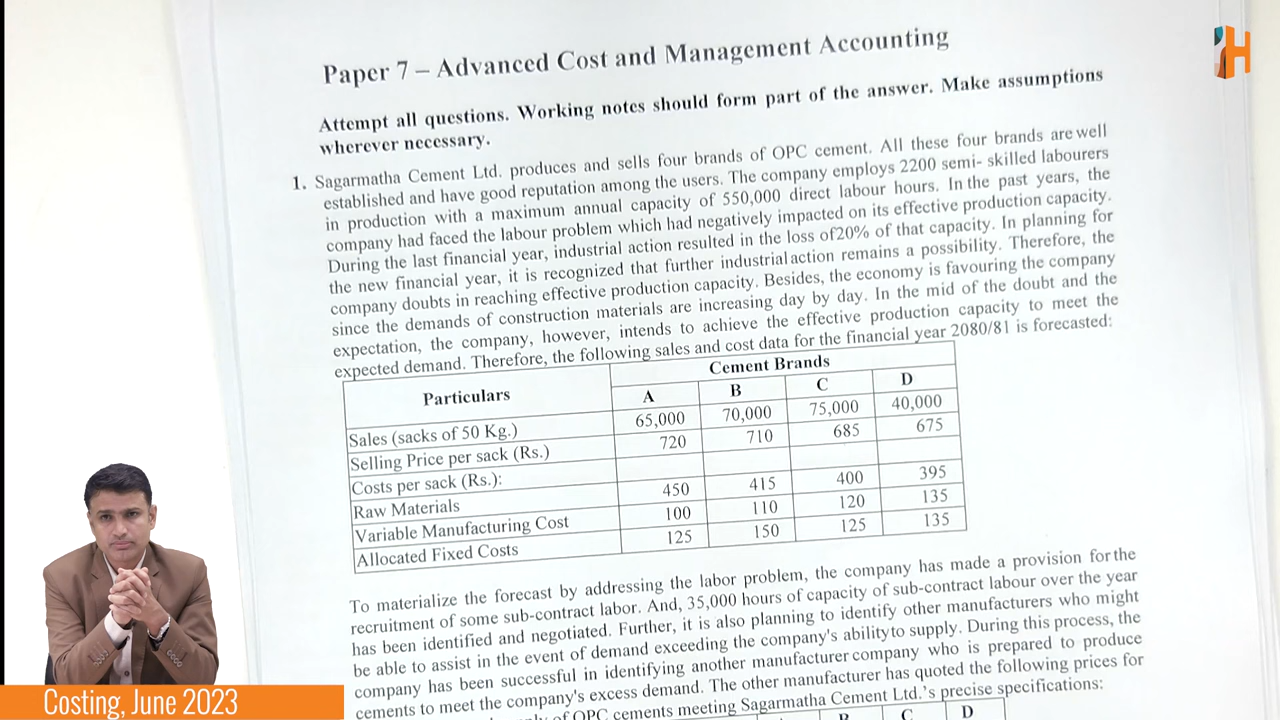 Paper 7 – Advanced Cost and Management Accounting
Attempt all questions. Working notes should form part of the answer. Make assumptions
wherever necessary.
1. Sagarmatha Cement Ltd. produces and sells four brands of OPC cement. All these four brands are well
established and have good reputation among the users. The company employs 2200 semi- skilled labourers
in production with a maximum annual capacity of 550,000 direct labour hours. In the past years, the
company had faced the labour problem which had negatively impacted on its effective production capacity.
During the last financial year, industrial action resulted in the loss of20% of that capacity. In planning for
the new financial year, it is recognized that further industrial action remains a possibility. Therefore, the
company doubts in reaching effective production capacity. Besides, the economy is favouring the company
since the demands of construction materials are increasing day by day. In the mid of the doubt and the
expectation, the company, however, intends to achieve the effective production capacity to meet the
expected demand. Therefore, the following sales and cost data for the financial year 2080/81 is forecasted:
Particulars Cement Brands
A B C D
Sales (sacks of 50 Kg.) 65,000 70,000 75,000 40,000
Selling Price per sack (Rs.) 720 710 685 675
Costs per sack (Rs.):
Raw Materials 450 415 400 395
Variable Manufacturing Cost 100 110 120 135
Allocated Fixed Costs 125 150 125 135
To materialize the forecast by addressing the labor problem, the company has made a provision for the
recruitment of some sub-contract labor. And, 35,000 hours of capacity of sub-contract labour over the year
has been identified and negotiated. Further, it is also planning to identify other manufacturers who might
be able to assist in the event of demand exceeding the company's ability to supply. During this process, the
company has been successful in identifying another manufacturer company who is prepared to produce
cements to meet the company's excess demand. The other manufacturer has quoted the following prices for
of OPC cements meeting Sagarmatha Cement Ltd.'s precise specifications:
B C D
H
Costing, June 2023